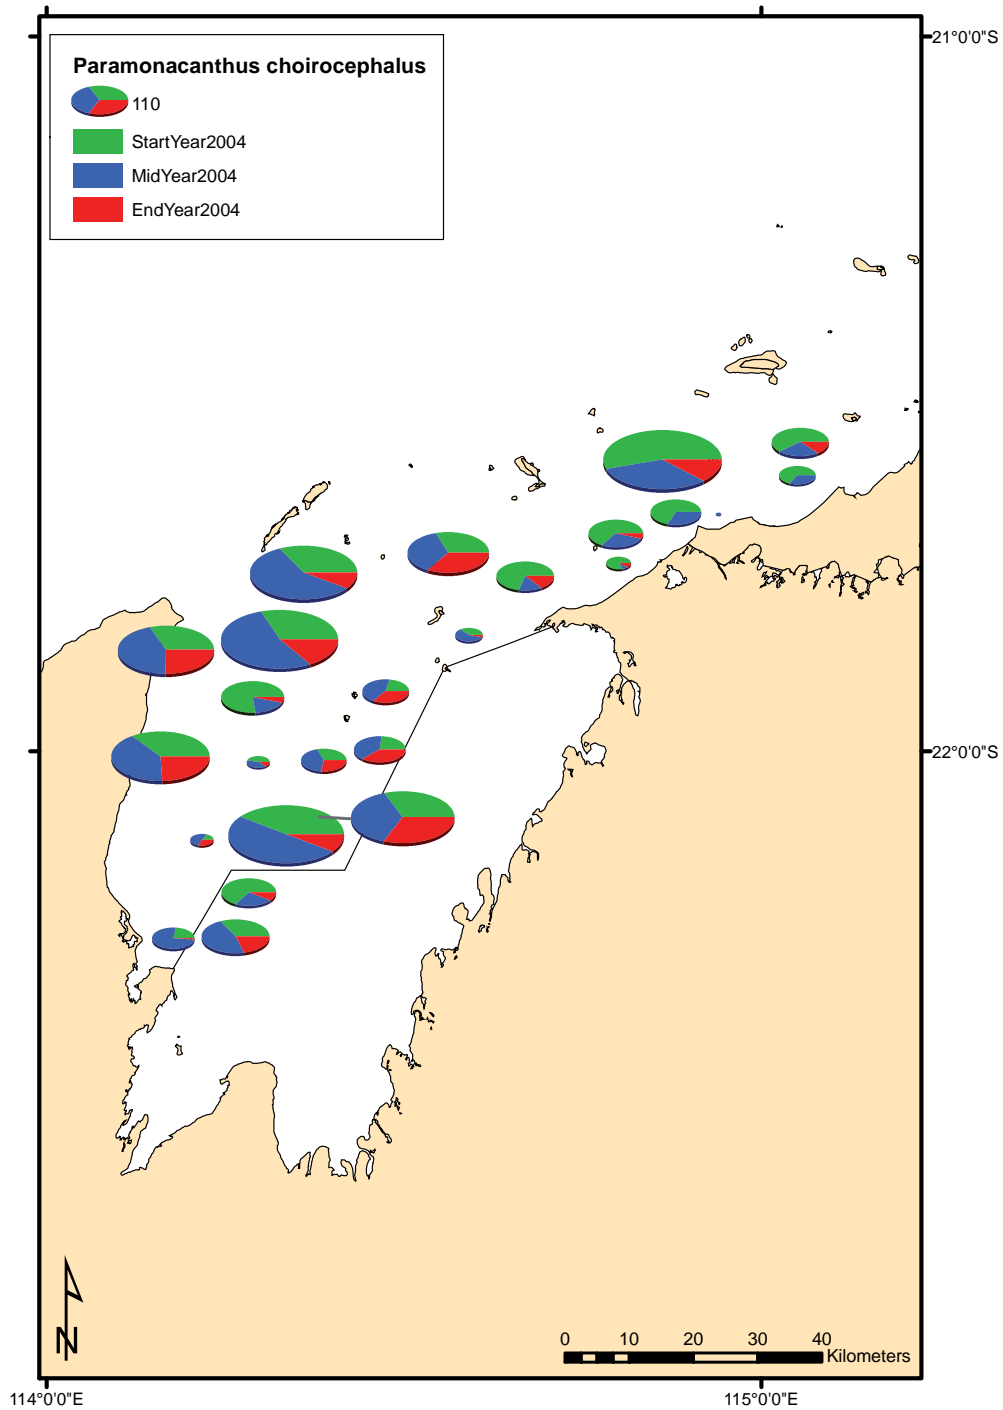 21°0'0"S
Paramonacanthus choirocephalus
110
StartYear2004
MidYear2004
EndYear2004
22°0'0"S
N
0 10 20 30 40
Kilometers
114°0'0"E 115°0'0"E